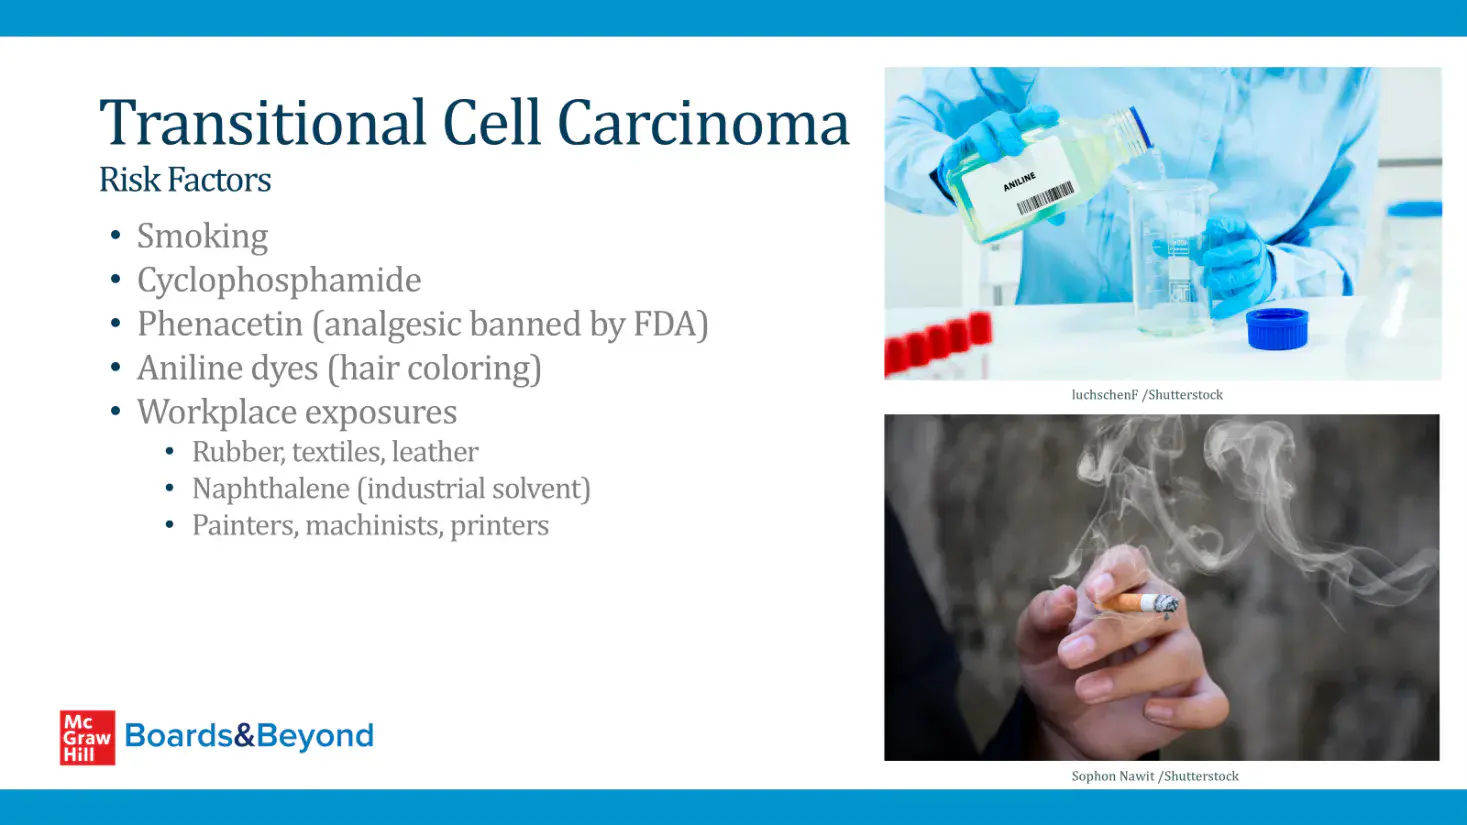 Transitional Cell Carcinoma
Risk Factors
• Smoking
• Cyclophosphamide
• Phenacetin (analgesic banned by FDA)
• Aniline dyes (hair coloring)
• Workplace exposures
• Rubber, textiles, leather
• Naphthalene (industrial solvent)
• Painters, machinists, printers
ANILINE
luchschenF /Shutterstock
Sophon Nawit /Shutterstock
Mc
Graw
Hill
Boards&Beyond